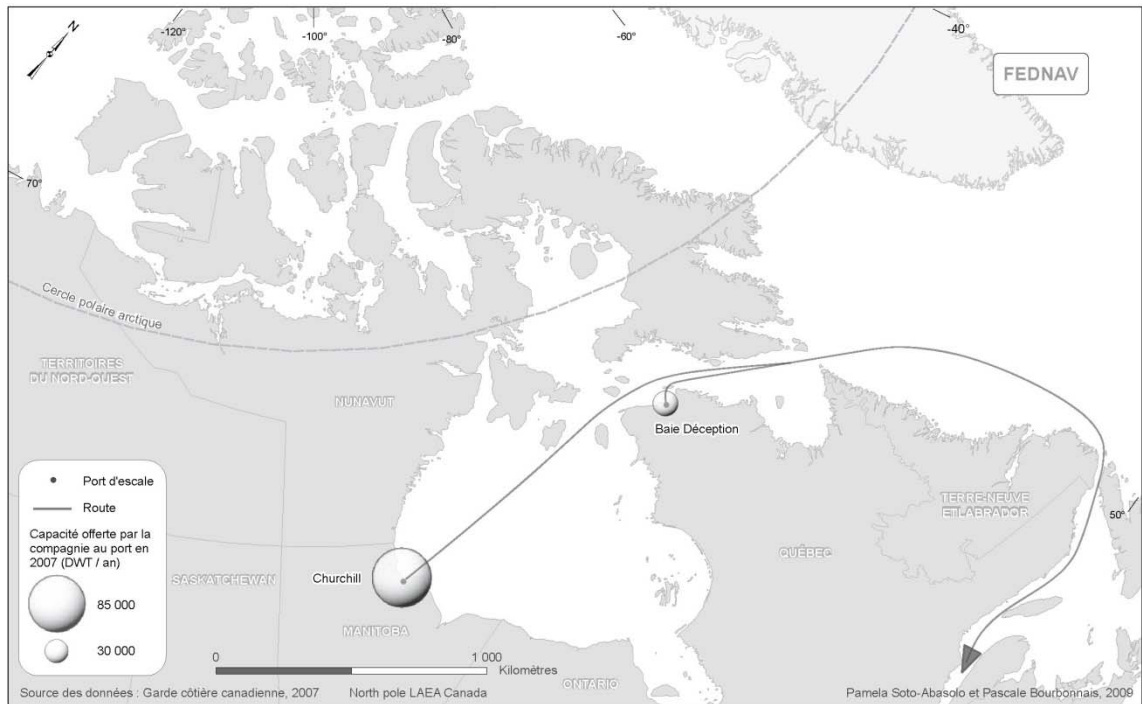 N
-120°
-100°
-80°
-60°
-40°
FEDNAV
70°
Cercle polaire arctique
TERRITOIRES
DU NORD-OUEST
NUNAVUT
Baie Déception
TERRE-NEUVE
ETLABRADOR
50°
QUÉBEC
Port d'escale
Route
Capacité offerte par la
compagnie au port en
2007 (DWT / an)
85 000
30 000
SASKATCHEWAN
Churchill
MANITOBA
ONTARIO
0 1 000
Kilomètres
Source des données : Garde côtière canadienne, 2007 North pole LAEA Canada
Pamela Soto-Abasolo et Pascale Bourbonnais, 2009